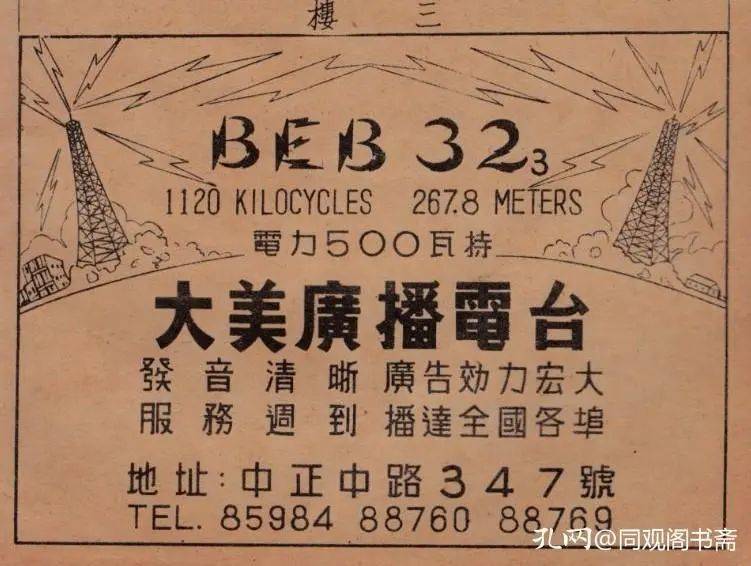 三樓
BEB 32₃
1120 KILOCYCLES 267.8 METERS
電力500瓦特
大美廣播電台
發音清晰 廣告効力宏大
服務週到 播達全國各埠
地址:中正中路347號
TEL. 85984 88760 88769
孔网@同观阁书斋